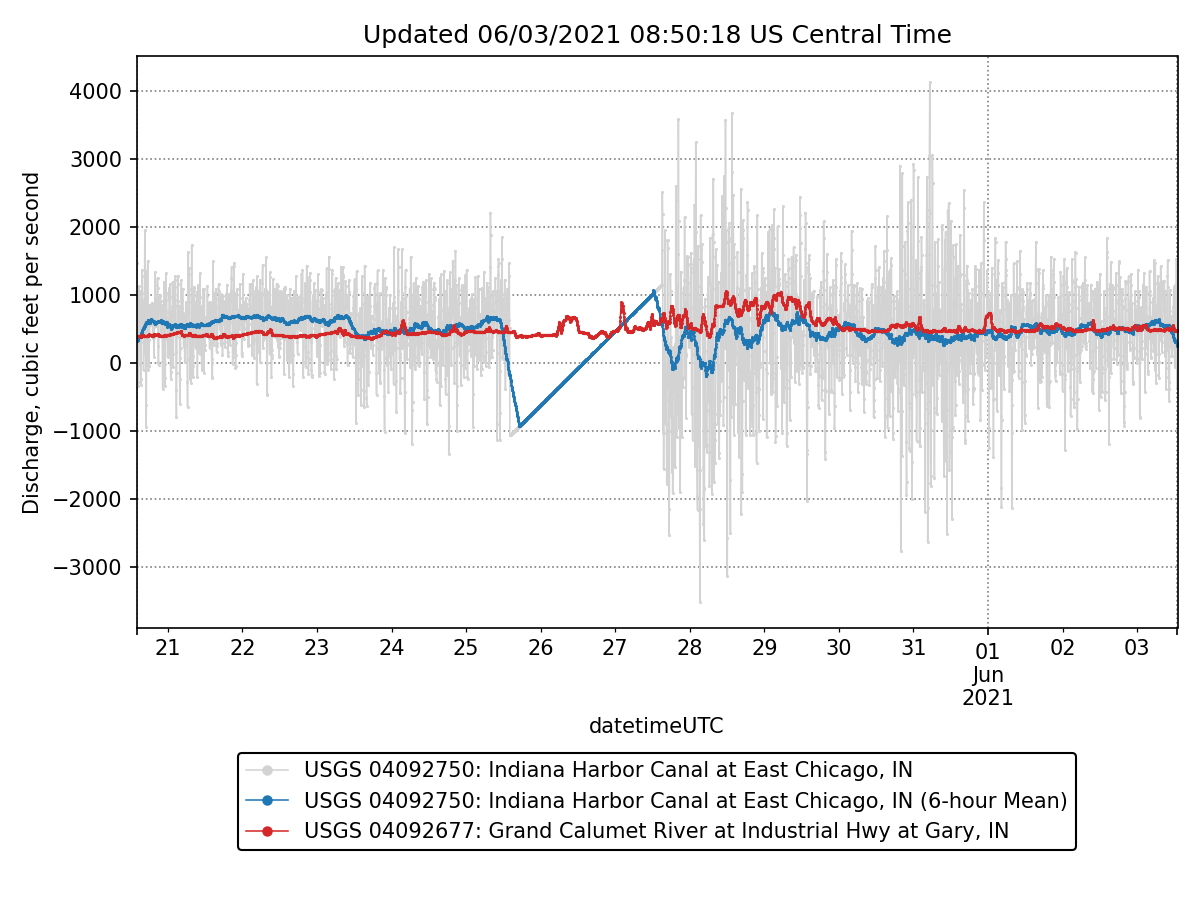 Updated 06/03/2021 08:50:18 US Central Time
Discharge, cubic feet per second
4000
3000
2000
1000
0
−1000
−2000
−3000
21 22 23 24 25 26 27 28 29 30 31 01 02 03
Jun
2021
datetimeUTC
USGS 04092750: Indiana Harbor Canal at East Chicago, IN
USGS 04092750: Indiana Harbor Canal at East Chicago, IN (6-hour Mean)
USGS 04092677: Grand Calumet River at Industrial Hwy at Gary, IN